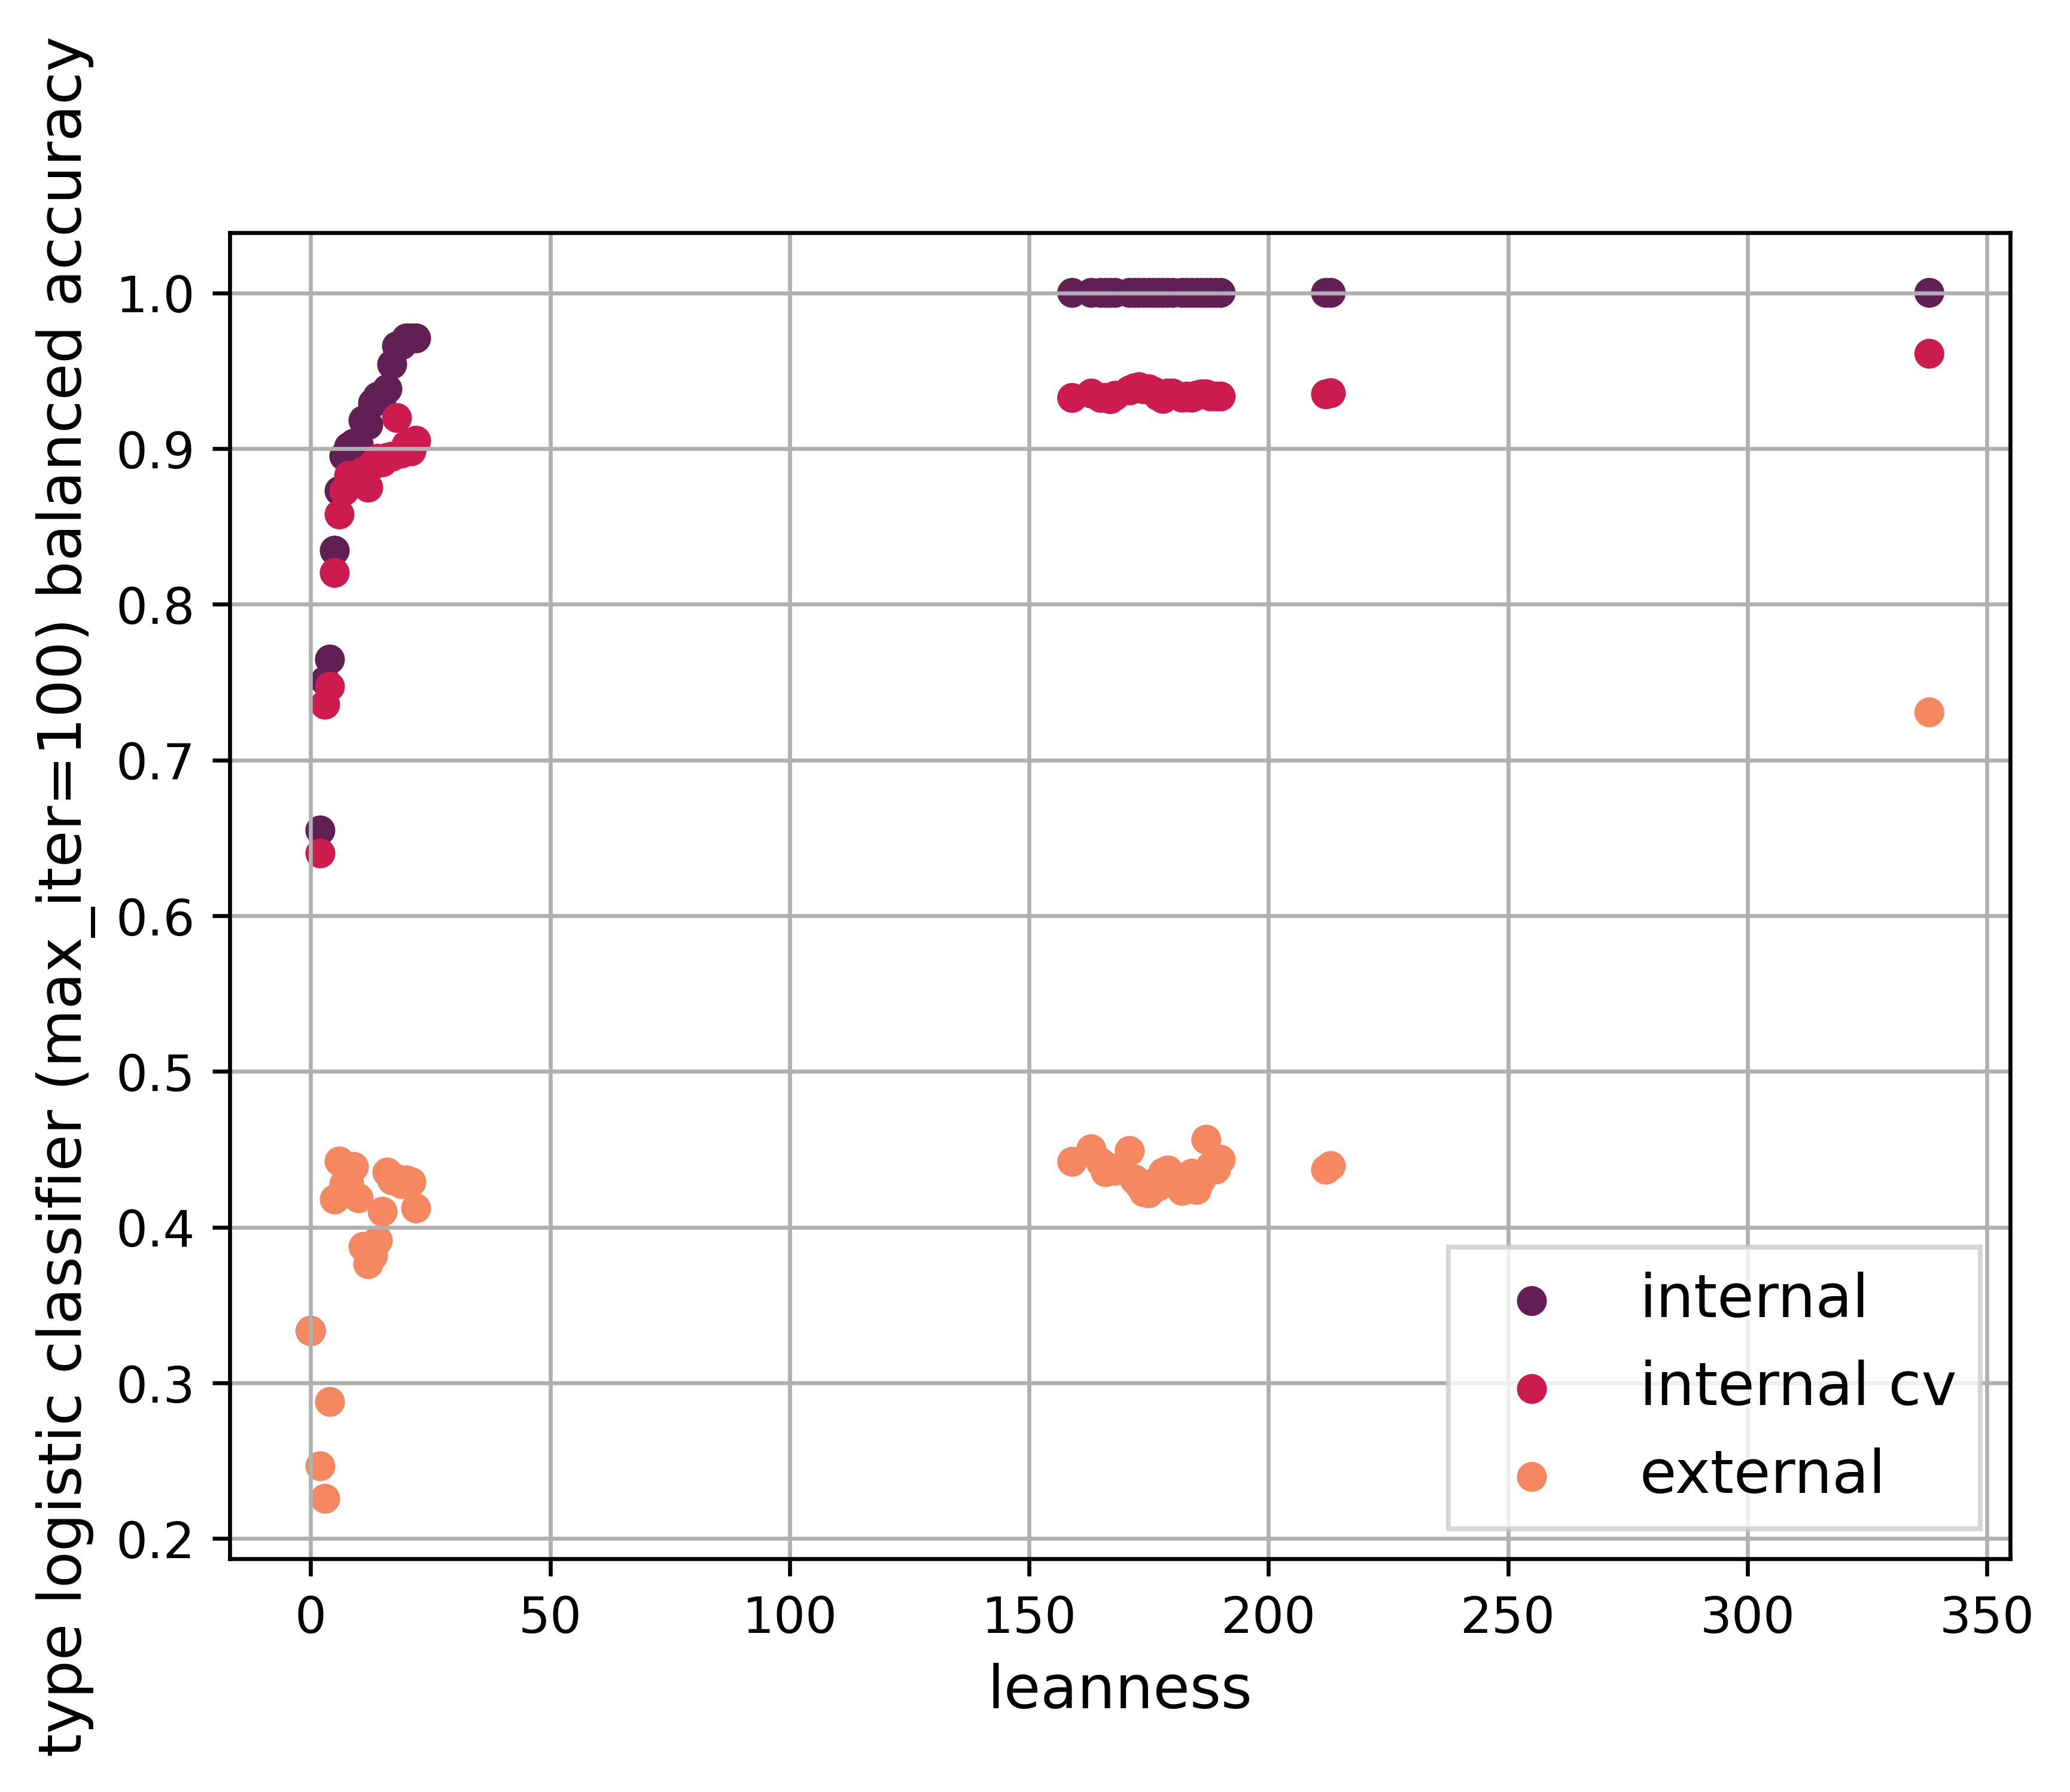 type logistic classifier (max_iter=100) balanced accuracy
1.0
0.9
0.8
0.7
0.6
0.5
0.4
0.3
0.2
0 50 100 150 200 250 300 350
leanness
internal
internal cv
external